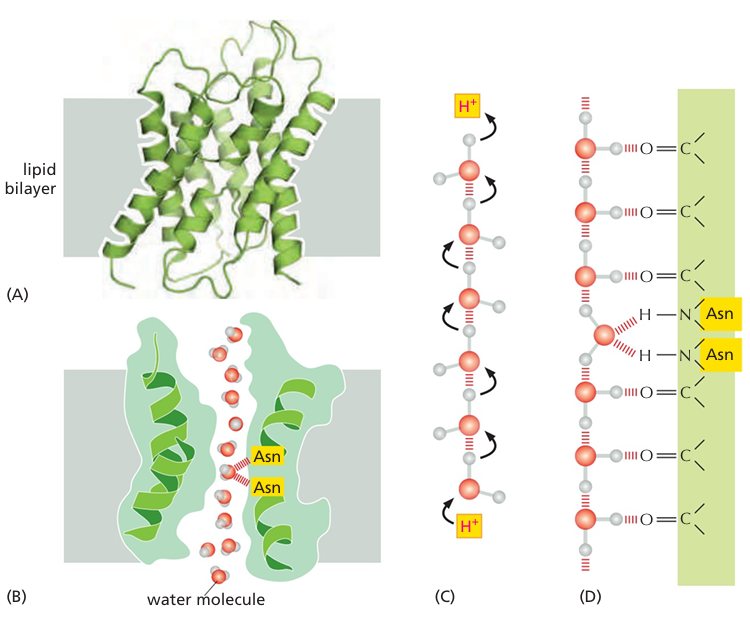 lipid
bilayer
(A)
Asn
Asn
water molecule
(B)
H+
H+
(C)
O=C
O=C
O=C
H—N Asn
H—N Asn
O=C
O=C
O=C
(D)